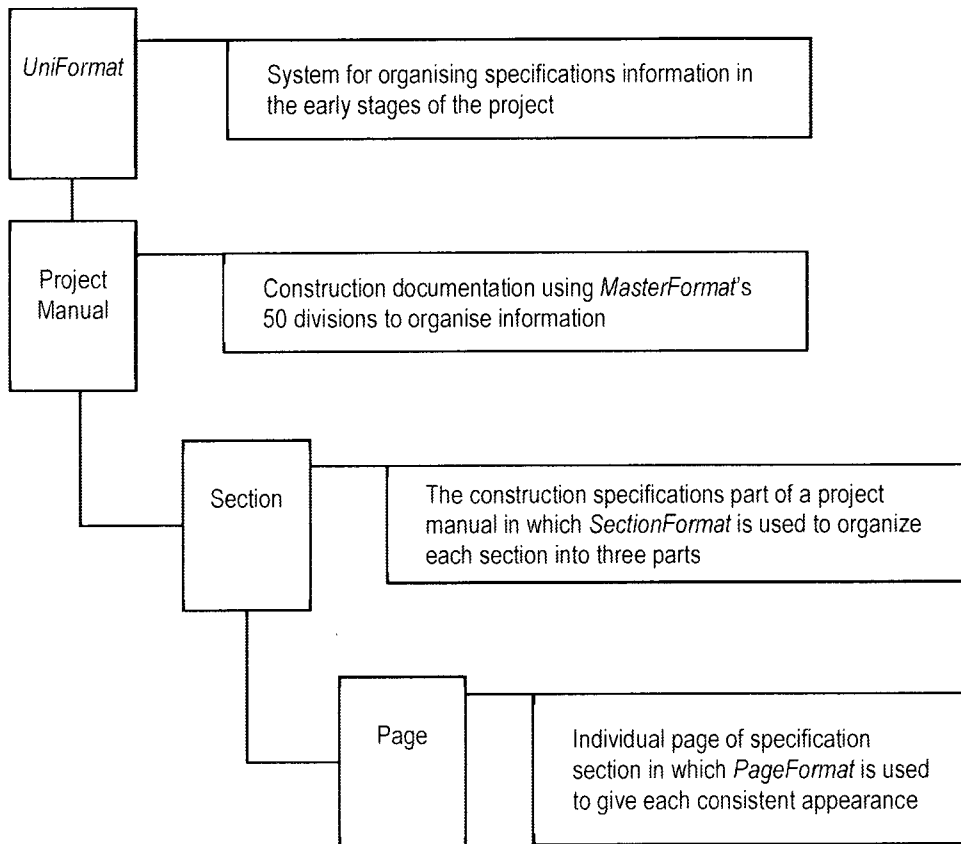 UniFormat
System for organising specifications information in
the early stages of the project
Project
Manual
Construction documentation using MasterFormat's
50 divisions to organise information
Section
The construction specifications part of a project
manual in which SectionFormat is used to organize
each section into three parts
Page
Individual page of specification
section in which PageFormat is used
to give each consistent appearance